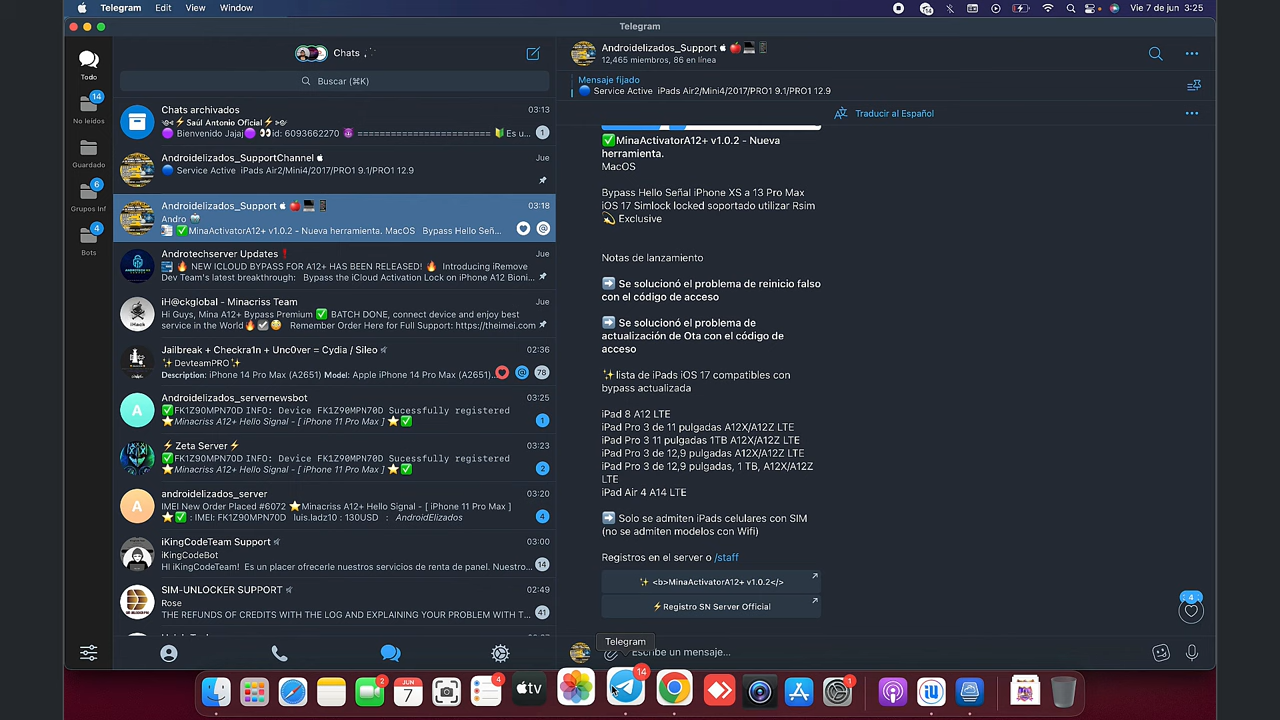 Telegram Edit View Window
14
Vie 7 de jun 3:25
Telegram
Todo
14
No leídos
Guardado
6
Grupos Inf
4
Bots
Chats
Buscar (⌘K)
Chats archivados 03:13
Saúl Antonio Oficial
Bienvenido Jajaj id: 6093662270 ======================== Es u... 1
Androidelizados_SupportChannel Jue
Service Active iPads Air2/Mini4/2017/PRO1 9.1/PRO1 12.9
Androidelizados_Support 03:18
Andro
✅MinaActivatorA12+ v1.0.2 - Nueva herramienta. MacOS Bypass Hello Señ... @
Androtechserver Updates❗ Jue
🔥 NEW ICLOUD BYPASS FOR A12+ HAS BEEN RELEASED! 🔥 Introducing iRemove
Dev Team's latest breakthrough: Bypass the iCloud Activation Lock on iPhone A12 Bioni...
iH@ckglobal - Minacriss Team Jue
Hi Guys, Mina A12+ Bypass Premium ✅ BATCH DONE, connect device and enjoy best
service in the World Remember Order Here for Full Support: https://theimei.com/
Jailbreak + Checkra1n + Unc0ver = Cydia / Sileo 02:36
✨DevteamPRO✨
Description: iPhone 14 Pro Max (A2651) Model: Apple iPhone 14 Pro Max (A2651)... @ 78
A
Androidelizados_servernewsbot 03:25
✅FK1Z90MPN70D INFO: Device FK1Z90MPN70D Sucessfully registered
⭐Minacriss A12+ Hello Signal - [ iPhone 11 Pro Max ] ⭐✅ 1
⚡Zeta Server⚡ 03:23
✅FK1Z90MPN70D INFO: Device FK1Z90MPN70D Sucessfully registered
⭐Minacriss A12+ Hello Signal - [ iPhone 11 Pro Max ] ⭐✅ 2
A
androidelizados_server 03:20
IMEI New Order Placed #6072 ⭐Minacriss A12+ Hello Signal - [ iPhone 11 Pro Max ]
⭐✅ : IMEI: FK1Z90MPN70D luis.ladz10 : 130USD : AndroidElizados 4
iKingCodeTeam Support 03:00
iKingCodeBot
HI iKingCodeTeam! Es un placer ofrecerle nuestros servicios de renta de panel. Nuestro... 14
SIM-UNLOCKER SUPPORT 02:49
Rose
THE REFUNDS OF CREDITS WITH THE LOG AND EXPLAINING YOUR PROBLEM WITH T... 41
Androidelizados_Support
12,465 miembros, 86 en línea
Mensaje fijado
Service Active iPads Air2/Mini4/2017/PRO1 9.1/PRO1 12.9
Traducir al Español
✅MinaActivatorA12+ v1.0.2 - Nueva
herramienta.
MacOS
Bypass Hello Señal iPhone XS a 13 Pro Max
iOS 17 Simlock locked soportado utilizar Rsim
💫 Exclusive
Notas de lanzamiento
➡️ Se solucionó el problema de reinicio falso
con el código de acceso
➡️ Se solucionó el problema de
actualización de Ota con el código de
acceso
✨lista de iPads iOS 17 compatibles con
bypass actualizada
iPad 8 A12 LTE
iPad Pro 3 de 11 pulgadas A12X/A12Z LTE
iPad Pro 3 11 pulgadas 1TB A12X/A12Z LTE
iPad Pro 3 de 12,9 pulgadas A12X/A12Z LTE
iPad Pro 3 de 12,9 pulgadas, 1 TB, A12X/A12Z
LTE
iPad Air 4 A14 LTE
➡️ Solo se admiten iPads celulares con SIM
(no se admiten modelos con Wifi)
Registros en el server o /staff
✨ <b>MinaActivatorA12+ v1.0.2</>
⚡Registro SN Server Official
4
Telegram
Escribe un mensaje...
2
JUN
7
4
tv
14
1
iU